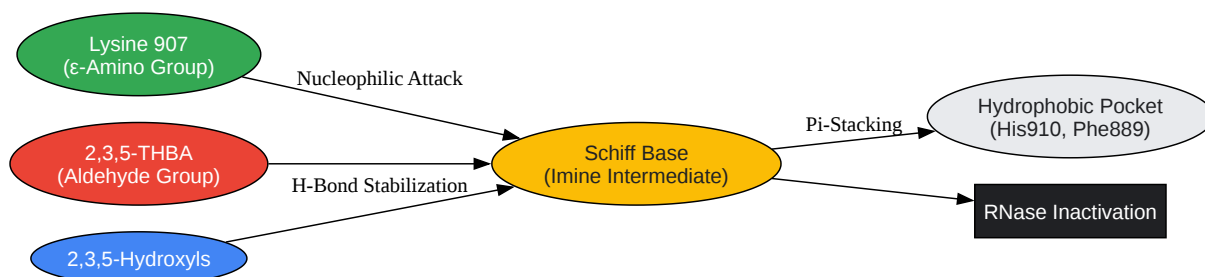 Lysine 907
(ε-Amino Group)
Nucleophilic Attack
2,3,5-THBA
(Aldehyde Group)
H-Bond Stabilization
2,3,5-Hydroxyls
Schiff Base
(Imine Intermediate)
Pi-Stacking
Hydrophobic Pocket
(His910, Phe889)
RNase Inactivation